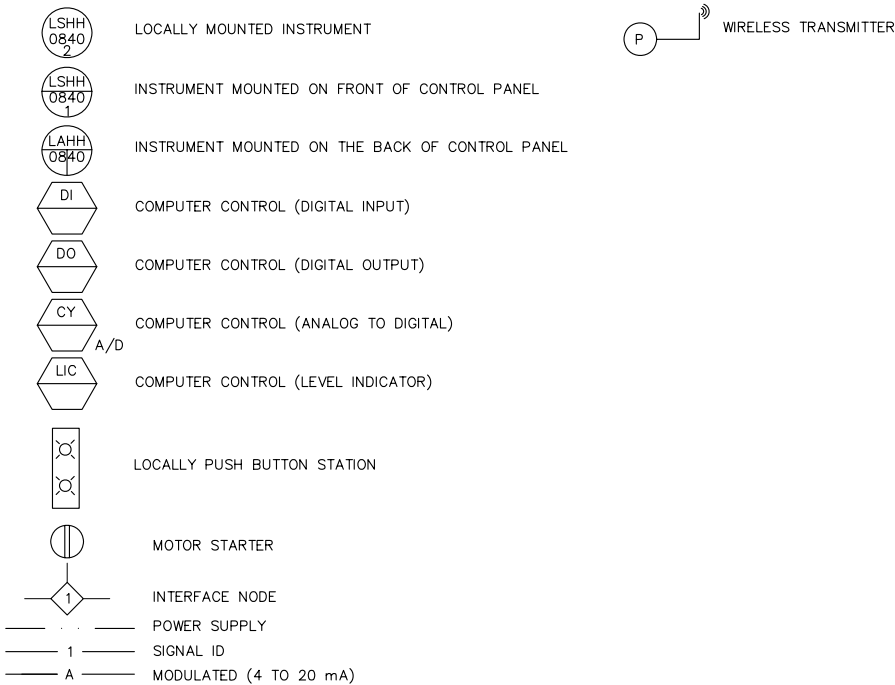 LSHH
0840
2
LOCALLY MOUNTED INSTRUMENT
P
WIRELESS TRANSMITTER
LSHH
0840
1
INSTRUMENT MOUNTED ON FRONT OF CONTROL PANEL
LAHH
0840
INSTRUMENT MOUNTED ON THE BACK OF CONTROL PANEL
DI
COMPUTER CONTROL (DIGITAL INPUT)
DO
COMPUTER CONTROL (DIGITAL OUTPUT)
CY
A/D
COMPUTER CONTROL (ANALOG TO DIGITAL)
LIC
COMPUTER CONTROL (LEVEL INDICATOR)
LOCALLY PUSH BUTTON STATION
MOTOR STARTER
1
INTERFACE NODE
POWER SUPPLY
1
SIGNAL ID
A
MODULATED (4 TO 20 mA)